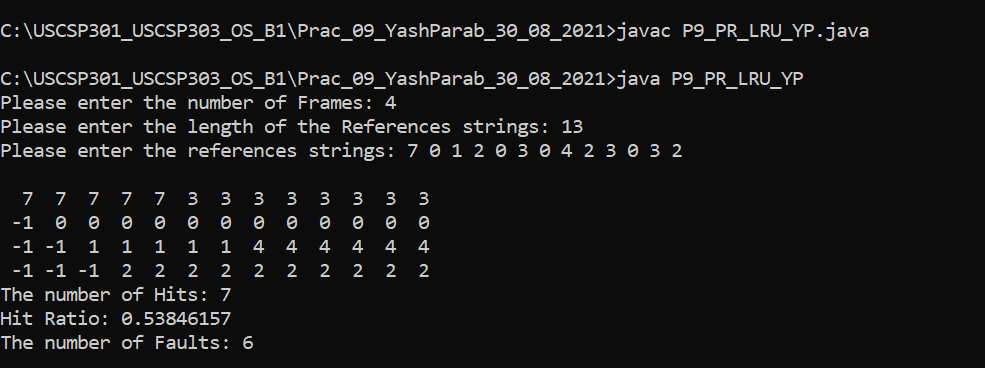 C:\USCSP301_USCSP303_OS_B1\Prac_09_YashParab_30_08_2021>javac P9_PR_LRU_YP.java
C:\USCSP301_USCSP303_OS_B1\Prac_09_YashParab_30_08_2021>java P9_PR_LRU_YP
Please enter the number of Frames: 4
Please enter the length of the References strings: 13
Please enter the references strings: 7 0 1 2 0 3 0 4 2 3 0 3 2
7 7 7 7 7 3 3 3 3 3 3 3 3
-1 0 0 0 0 0 0 0 0 0 0 0 0
-1 -1 1 1 1 1 1 4 4 4 4 4 4
-1 -1 -1 2 2 2 2 2 2 2 2 2 2
The number of Hits: 7
Hit Ratio: 0.53846157
The number of Faults: 6